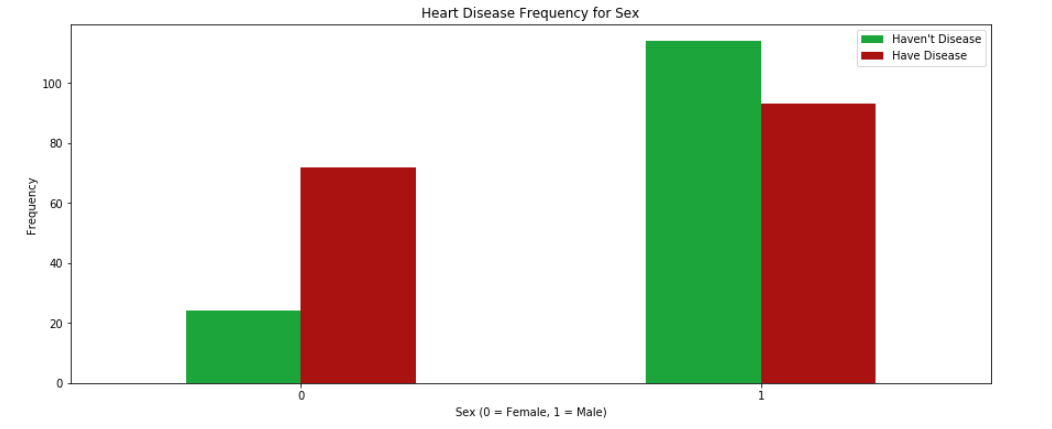 Heart Disease Frequency for Sex
Haven't Disease
Have Disease
100
80
60
40
20
0
Frequency
0
1
Sex (0 = Female, 1 = Male)